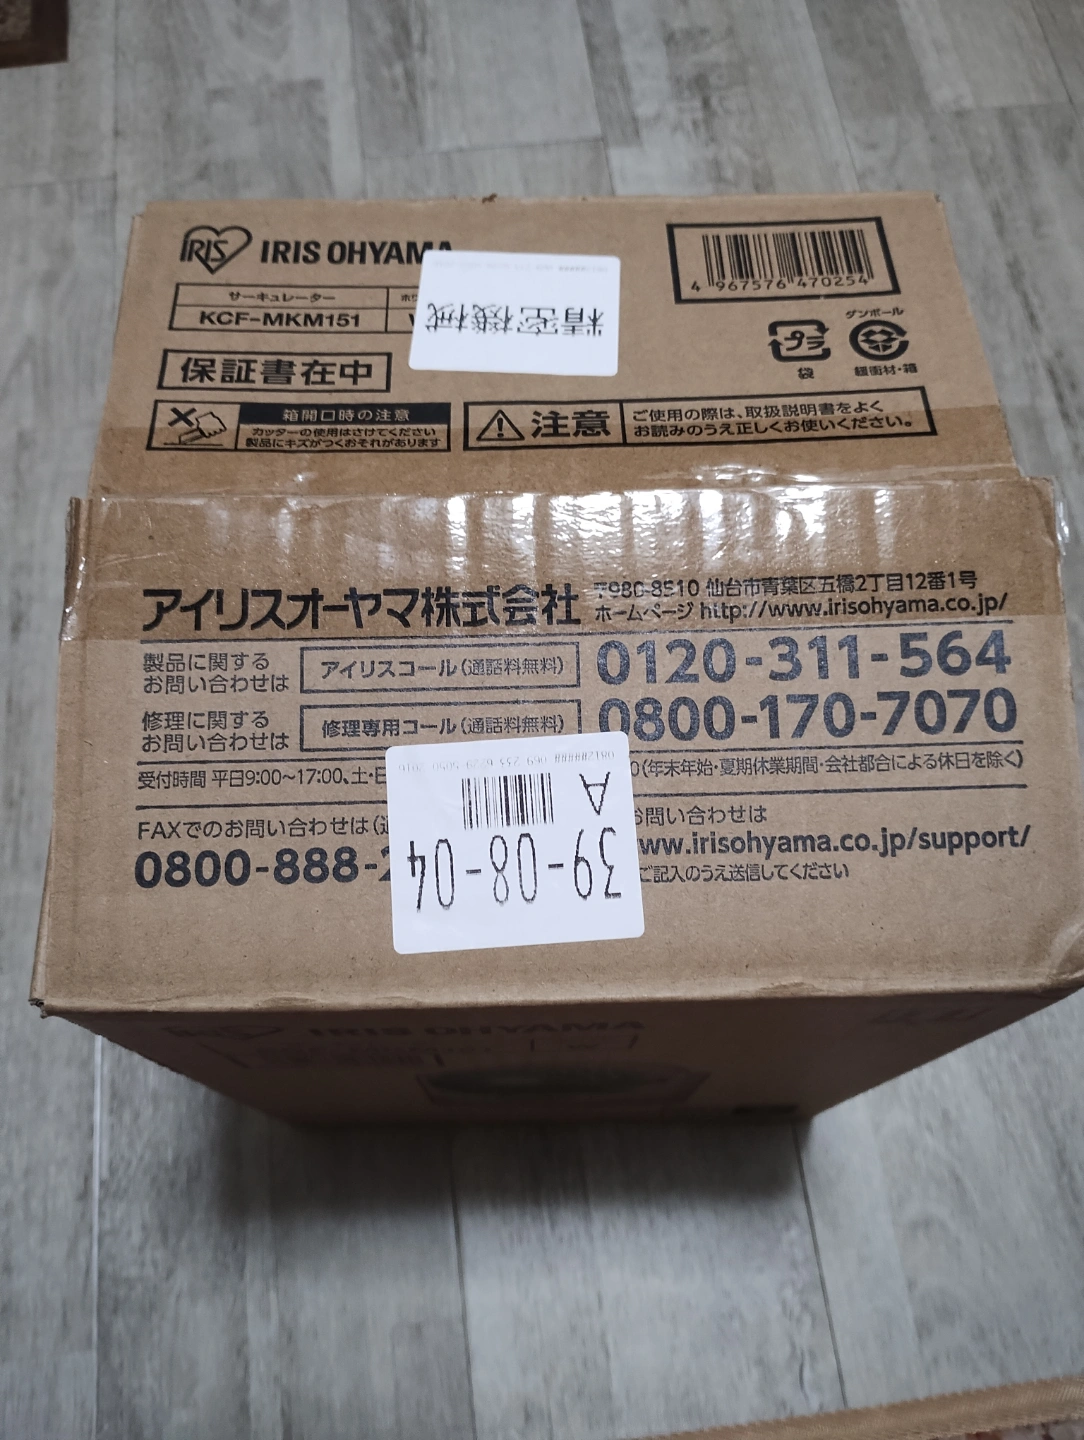 IRIS
IRIS OHYAMA
サーキュレーター
KCF-MKM151
精密機械
4 967576 470254
プラ
袋
ダンボール
緩衝材・箱
保証書在中
箱開口時の注意
カッターの使用はさけてください
製品にキズがつくおそれがあります
注意
ご使用の際は、取扱説明書をよく
お読みのうえ正しくお使いください。
アイリスオーヤマ株式会社
〒980-8510 仙台市青葉区五橋2丁目12番1号
ホームページ http://www.irisohyama.co.jp/
製品に関する
お問い合わせは
アイリスコール(通話料無料)
0120-311-564
修理に関する
お問い合わせは
修理専用コール(通話料無料)
0800-170-7070
受付時間 平日9:00~17:00、土・日
(年末年始・夏期休業期間・会社都合による休日を除く)
FAXでのお問い合わせは
0800-888-
お問い合わせは
www.irisohyama.co.jp/support/
ご記入のうえ送信してください
A
39-08-04
IRIS OHYAMA